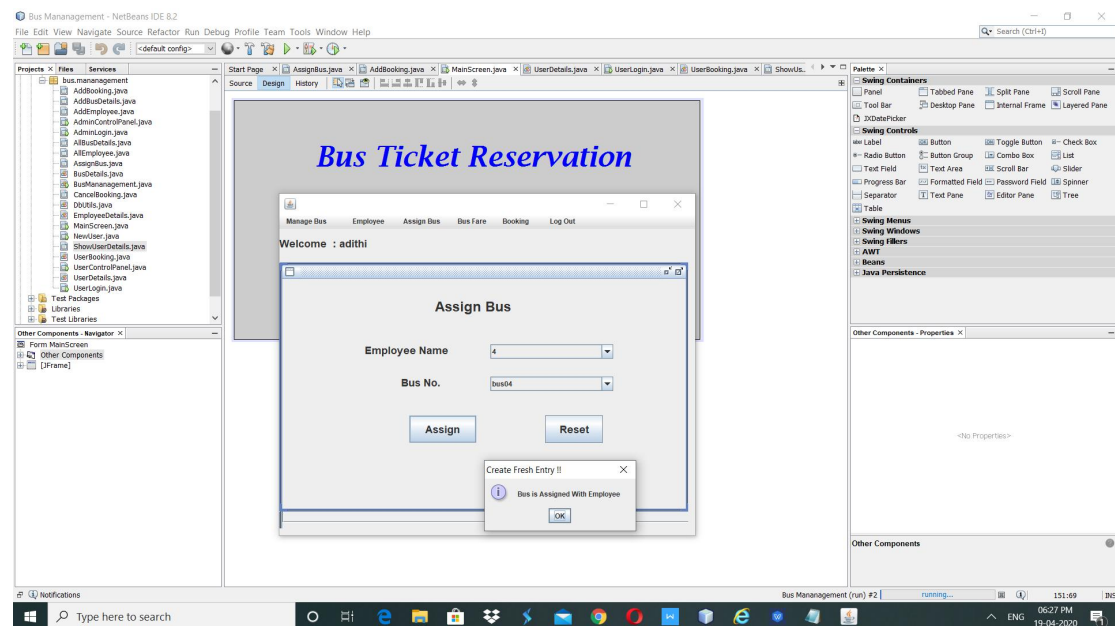 Bus Mananagement - NetBeans IDE 8.2
File Edit View Navigate Source Refactor Run Debug Profile Team Tools Window Help
Search (Ctrl+I)
<default config>
Projects × Files Services
bus.mananagement
AddBooking.java
AddBusDetails.java
AddEmployee.java
AdminControlPanel.java
AdminLogin.java
AllBusDetails.java
AllEmployee.java
AssignBus.java
BusDetails.java
BusMananagement.java
CancelBooking.java
DbUtils.java
EmployeeDetails.java
MainScreen.java
NewUser.java
ShowUserDetails.java
UserBooking.java
UserControlPanel.java
UserDetails.java
UserLogin.java
Test Packages
Libraries
Test Libraries
Other Components - Navigator ×
Form MainScreen
Other Components
[JFrame]
Start Page × AssignBus.java × AddBooking.java × MainScreen.java × UserDetails.java × UserLogin.java × UserBooking.java × ShowUs..
Source Design History
Bus Ticket Reservation
Manage Bus Employee Assign Bus Bus Fare Booking Log Out
Welcome : adithi
Assign Bus
Employee Name 4
Bus No. bus04
Assign Reset
Create Fresh Entry !!
Bus is Assigned With Employee
OK
Palette ×
Swing Containers
Panel Tabbed Pane Split Pane Scroll Pane
Tool Bar Desktop Pane Internal Frame Layered Pane
JXDatePicker
Swing Controls
Label Button Toggle Button Check Box
Radio Button Button Group Combo Box List
Text Field Text Area Scroll Bar Slider
Progress Bar Formatted Field Password Field Spinner
Separator Text Pane Editor Pane Tree
Table
Swing Menus
Swing Windows
Swing Fillers
AWT
Beans
Java Persistence
Other Components - Properties ×
<No Properties>
Other Components
Notifications
Bus Mananagement (run) #2 running... 151:69 INS
Type here to search
ENG
06:27 PM
19-04-2020